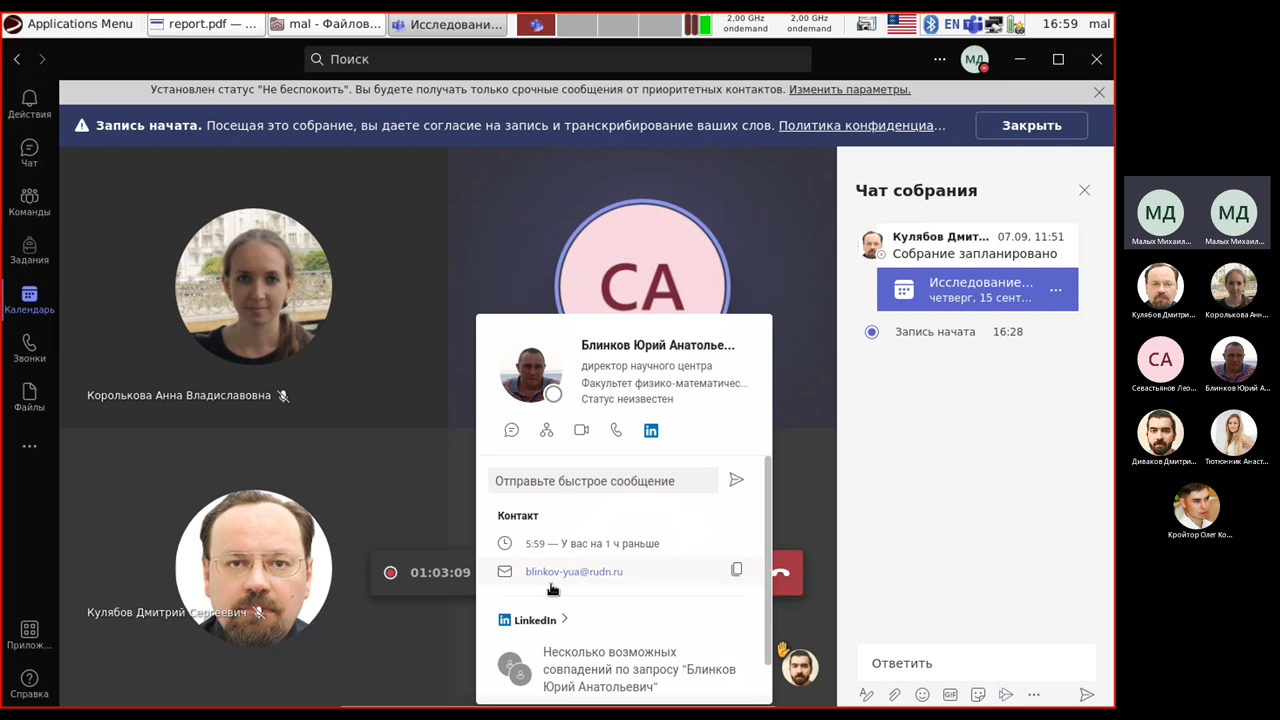 Applications Menu
report.pdf — ...
mal - Файлов...
Исследовани...
2,00 GHz
ondemand
2,00 GHz
ondemand
EN
16:59
mal
Поиск
МД
Установлен статус "Не беспокоить". Вы будете получать только срочные сообщения от приоритетных контактов. Изменить параметры.
Запись начата. Посещая это собрание, вы даете согласие на запись и транскрибирование ваших слов. Политика конфиденциа...
Закрыть
Действия
Чат
Команды
Задания
Календарь
Звонки
Файлы
Прилож...
Справка
СА
Королькова Анна Владиславовна
Кулябов Дмитрий Сергеевич
01:03:09
Блинков Юрий Анатолье...
директор научного центра
Факультет физико-математичес...
Статус неизвестен
Отправьте быстрое сообщение
Контакт
5:59 — У вас на 1 ч раньше
blinkov-yua@rudn.ru
LinkedIn
Несколько возможных
совпадений по запросу "Блинков
Юрий Анатольевич"
Чат собрания
Кулябов Дмит...
07.09, 11:51
Собрание запланировано
Исследование...
четверг, 15 сент...
Запись начата
16:28
Ответить
GIF
МД
МД
Малых Михаил...
Малых Михаил...
Кулябов Дмитри...
Королькова Анн...
СА
Севастьянов Лео...
Блинков Юрий А...
Диваков Дмитри...
Тютюнник Анаст...
Кройтор Олег Ко...